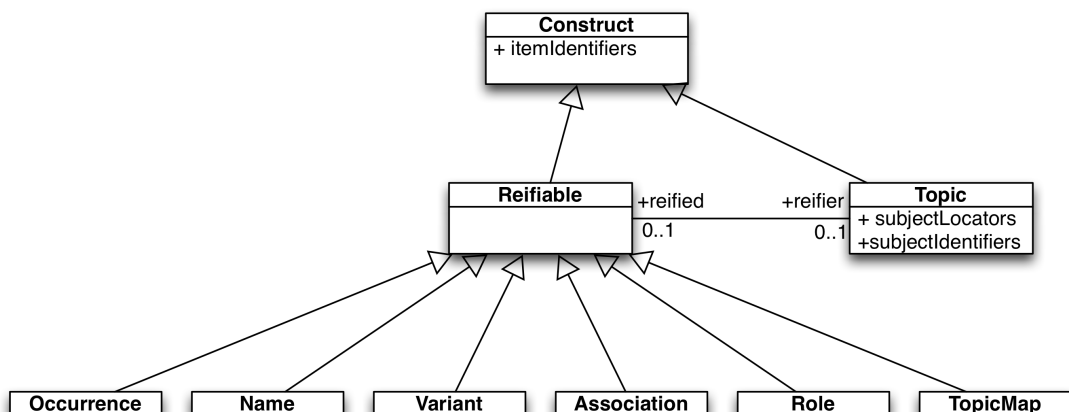 Construct
+ itemIdentifiers
Reifiable
+reified
+reifier
0..1
0..1
Topic
+ subjectLocators
+subjectIdentifiers
Occurrence
Name
Variant
Association
Role
TopicMap